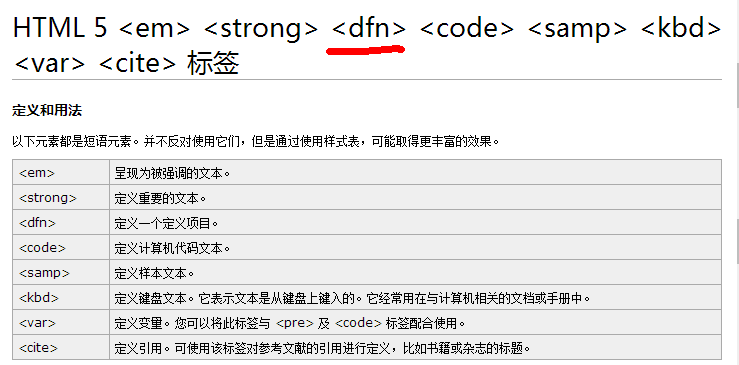 HTML 5 <em> <strong> <dfn> <code> <samp> <kbd>
<var> <cite> 标签
定义和用法
以下元素都是短语元素。并不反对使用它们，但是通过使用样式表，可能取得更丰富的效果。
<em> 呈现为被强调的文本。
<strong> 定义重要的文本。
<dfn> 定义一个定义项目。
<code> 定义计算机代码文本。
<samp> 定义样本文本。
<kbd> 定义键盘文本。它表示文本是从键盘上键入的。它经常用在与计算机相关的文档或手册中。
<var> 定义变量。您可以将此标签与 <pre> 及 <code> 标签配合使用。
<cite> 定义引用。可使用该标签对参考文献的引用进行定义，比如书籍或杂志的标题。